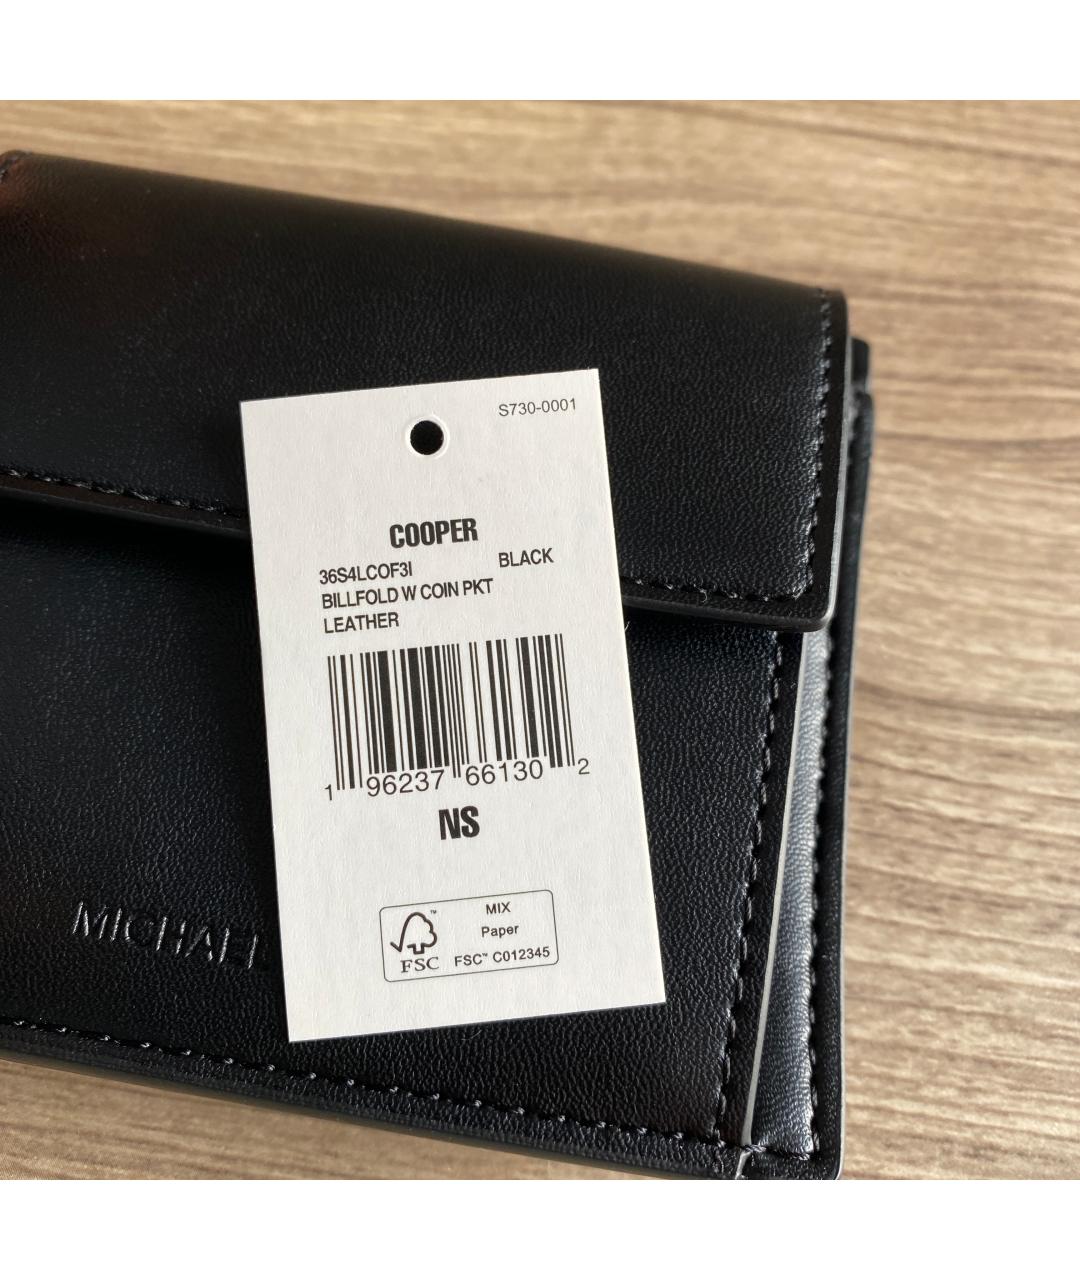 S730-0001
COOPER
36S4LCOF3I BLACK
BILLFOLD W COIN PKT
LEATHER
1 96237 66130 2
NS
MIX
Paper
FSC™ C012345
FSC
MICHAEL